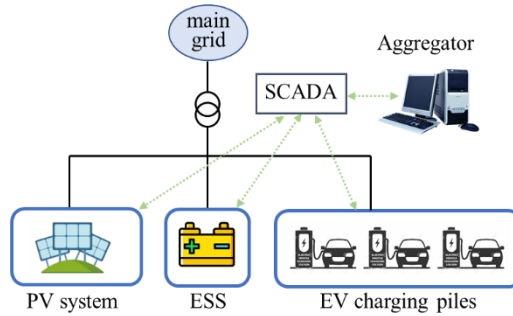 main
grid
Aggregator
SCADA
PV system
ESS
EV charging piles